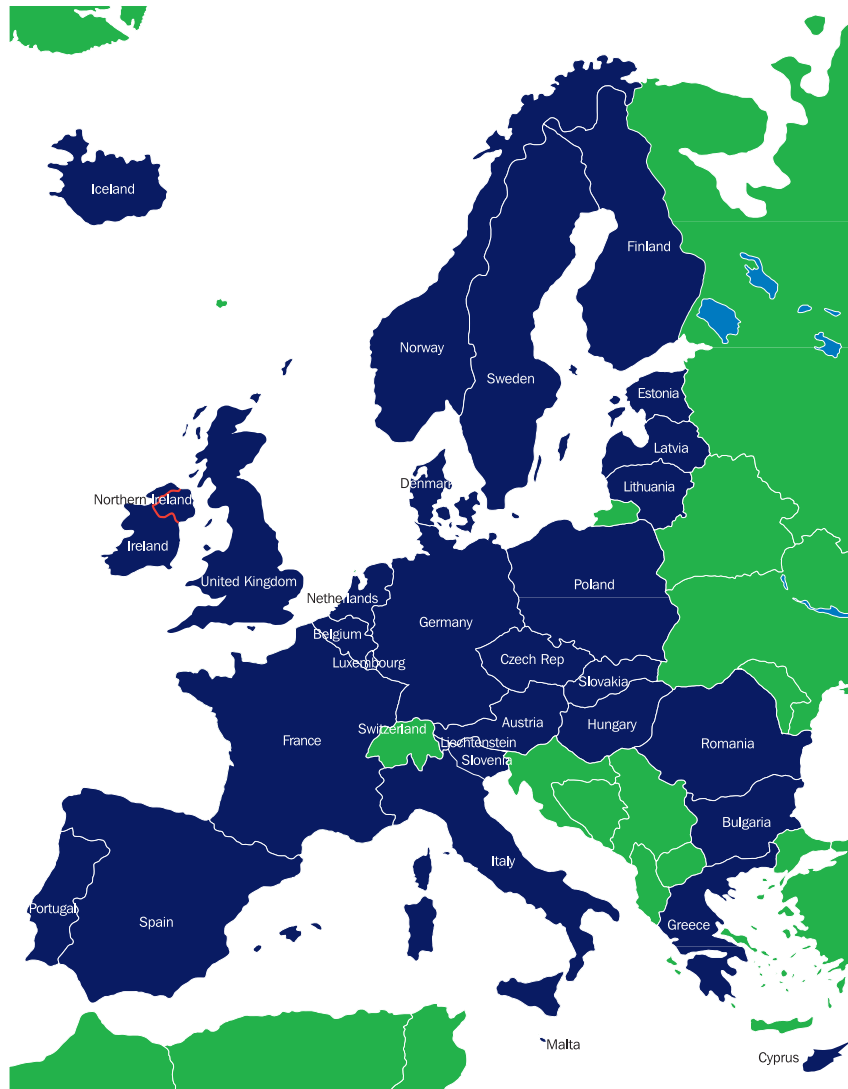 Iceland
Finland
Norway
Sweden
Estonia
Latvia
Denmark
Lithuania
Northern Ireland
Ireland
United Kingdom
Poland
Netherlands
Germany
Belgium
Czech Rep
Luxembourg
Slovakia
Austria
Hungary
Switzerland
France
Liechtenstein
Romania
Slovenia
Bulgaria
Italy
Portugal
Spain
Greece
Malta
Cyprus